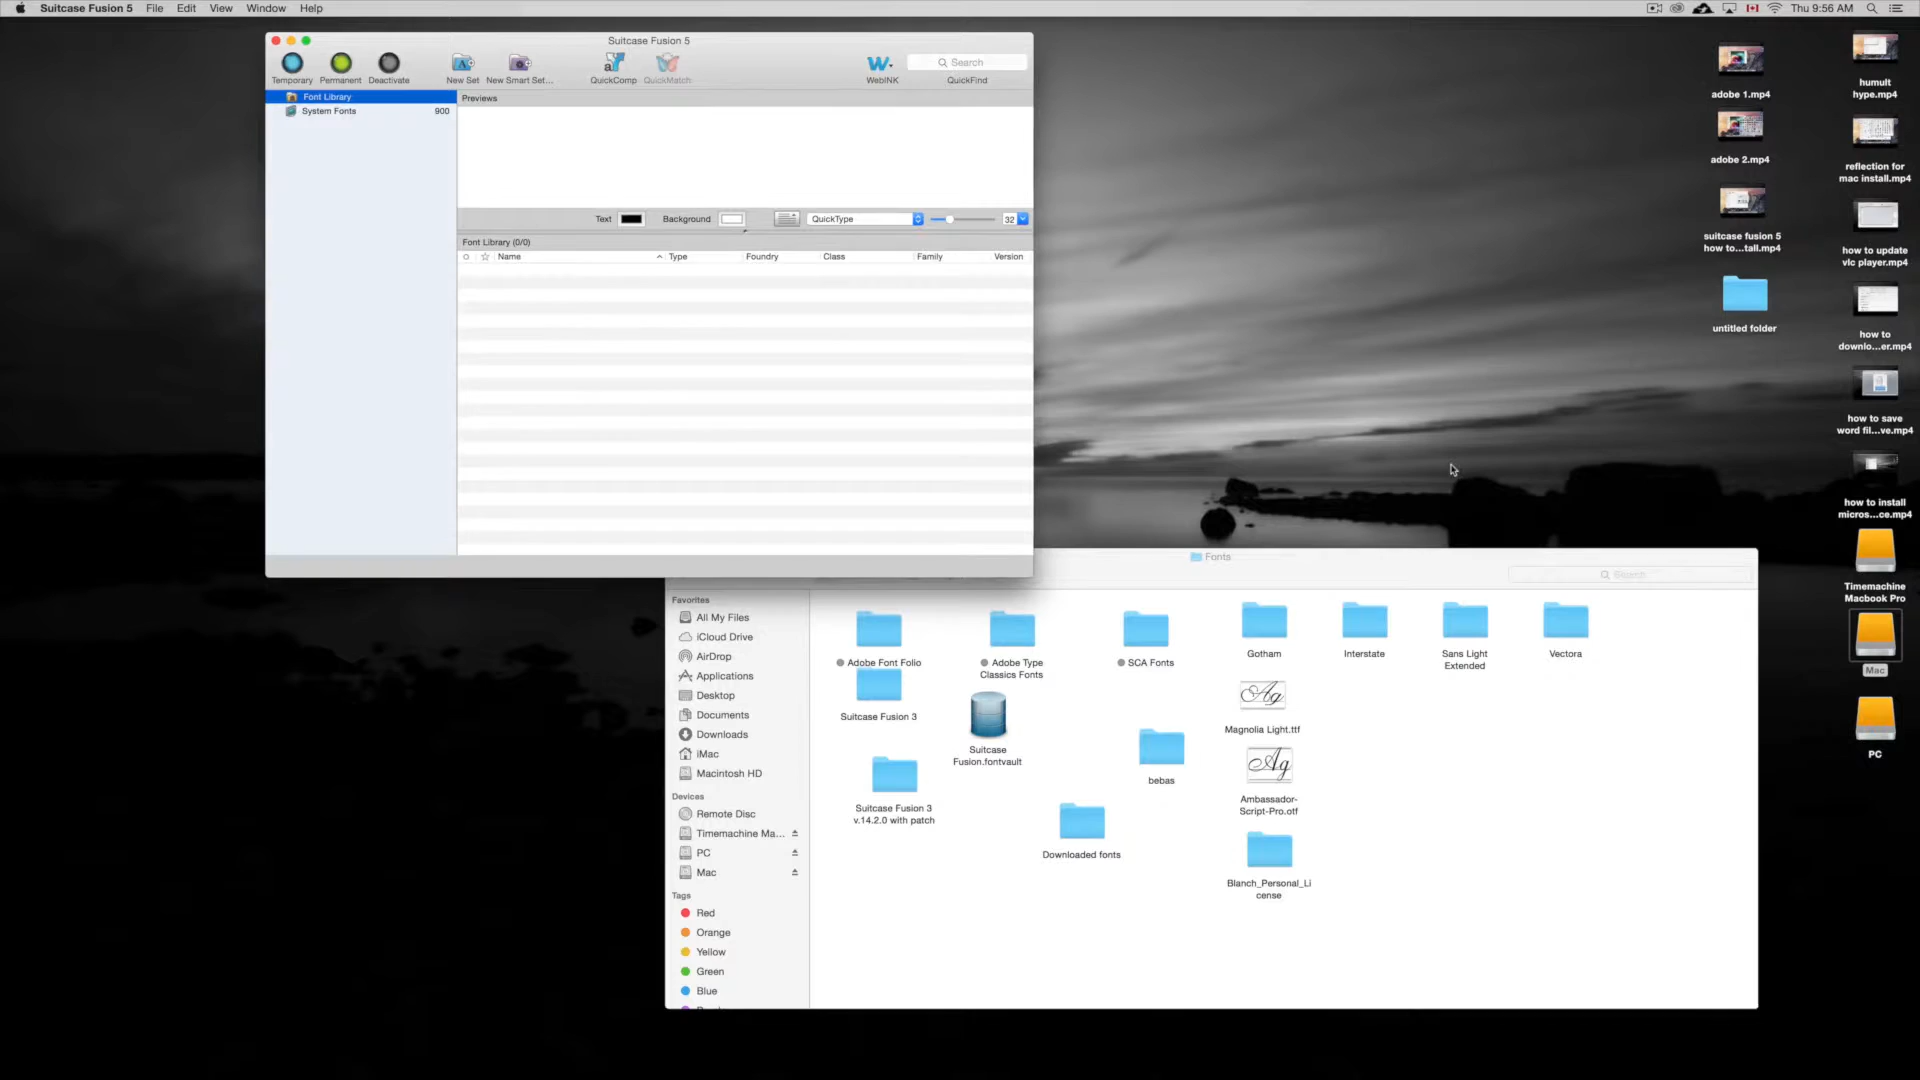 Suitcase Fusion 5 File Edit View Window Help
Thu 9:56 AM
Suitcase Fusion 5
Temporary Permanent Deactivate New Set New Smart Set... QuickComp QuickMatch WebINK QuickFind
Search
Font Library
System Fonts 900
Previews
Text Background QuickType 32
Font Library (0/0)
Name Type Foundry Class Family Version
adobe 1.mp4
adobe 2.mp4
suitcase fusion 5
how to...tall.mp4
untitled folder
humult
hype.mp4
reflection for
mac install.mp4
how to update
vlc player.mp4
how to
downlo...er.mp4
how to save
word fil...ve.mp4
how to install
micros...ce.mp4
Timemachine
Macbook Pro
Mac
PC
Fonts
Search
Favorites
All My Files
iCloud Drive
AirDrop
Applications
Desktop
Documents
Downloads
iMac
Macintosh HD
Devices
Remote Disc
Timemachine Ma...
PC
Mac
Tags
Red
Orange
Yellow
Green
Blue
Adobe Font Folio
Adobe Type
Classics Fonts
SCA Fonts
Gotham
Interstate
Sans Light
Extended
Vectora
Suitcase Fusion 3
Suitcase
Fusion.fontvault
Magnolia Light.ttf
bebas
Ambassador-
Script-Pro.otf
Suitcase Fusion 3
v.14.2.0 with patch
Downloaded fonts
Blanch_Personal_Li
cense